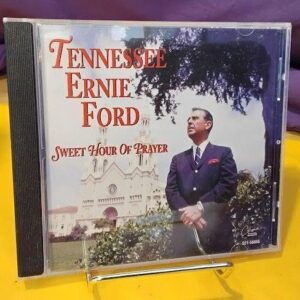 TENNESSEE
ERNIE
FORD
SWEET HOUR OF PRAYER